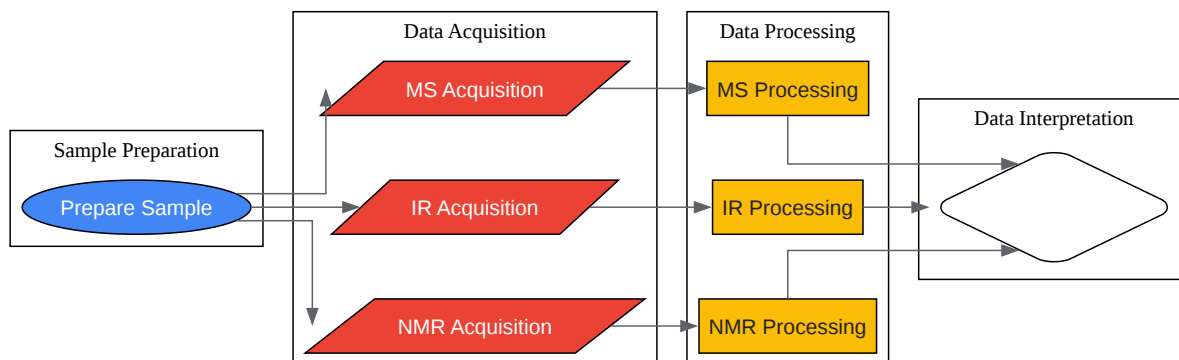 Sample Preparation
Prepare Sample
Data Acquisition
MS Acquisition
IR Acquisition
NMR Acquisition
Data Processing
MS Processing
IR Processing
NMR Processing
Data Interpretation